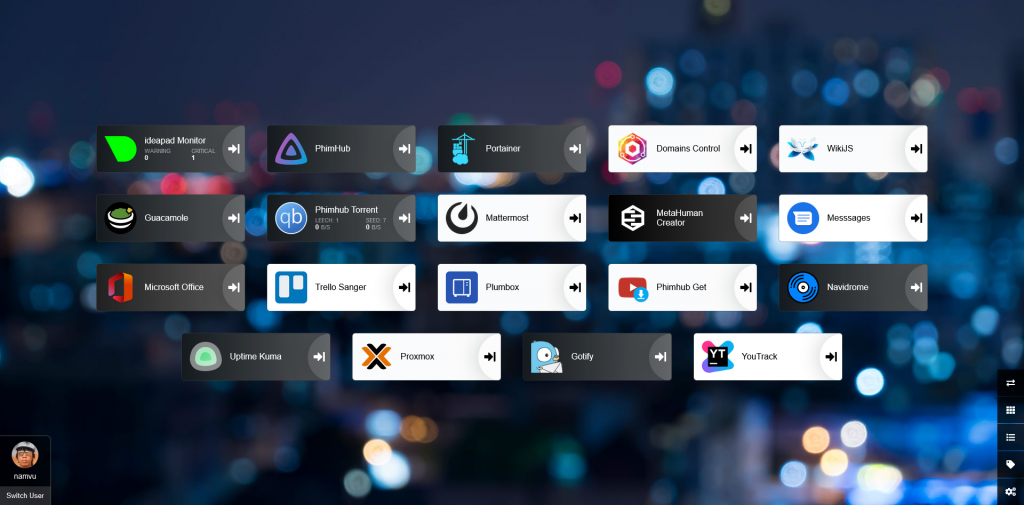 ideapad Monitor
WARNING CRITICAL
0 1
PhimHub
Portainer
Domains Control
WikiJS
Guacamole
qb
Phimhub Torrent
LEECH 1 SEED 7
0 B/S 0 B/S
Mattermost
MetaHuman
Creator
Messsages
Microsoft Office
Trello Sanger
Plumbox
Phimhub Get
Navidrome
Uptime Kuma
Proxmox
Gotify
YT
YouTrack
namvu
Switch User